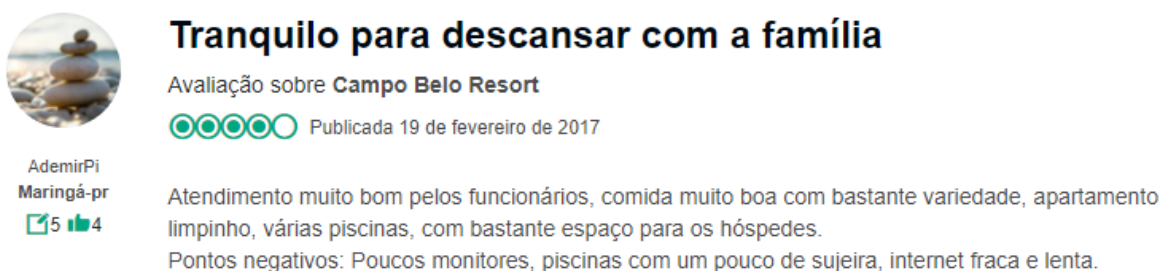 Tranquilo para descansar com a família
Avaliação sobre Campo Belo Resort
Publicada 19 de fevereiro de 2017
AdemirPi
Maringá-pr
5 4
Atendimento muito bom pelos funcionários, comida muito boa com bastante variedade, apartamento
limpinho, várias piscinas, com bastante espaço para os hóspedes.
Pontos negativos: Poucos monitores, piscinas com um pouco de sujeira, internet fraca e lenta.